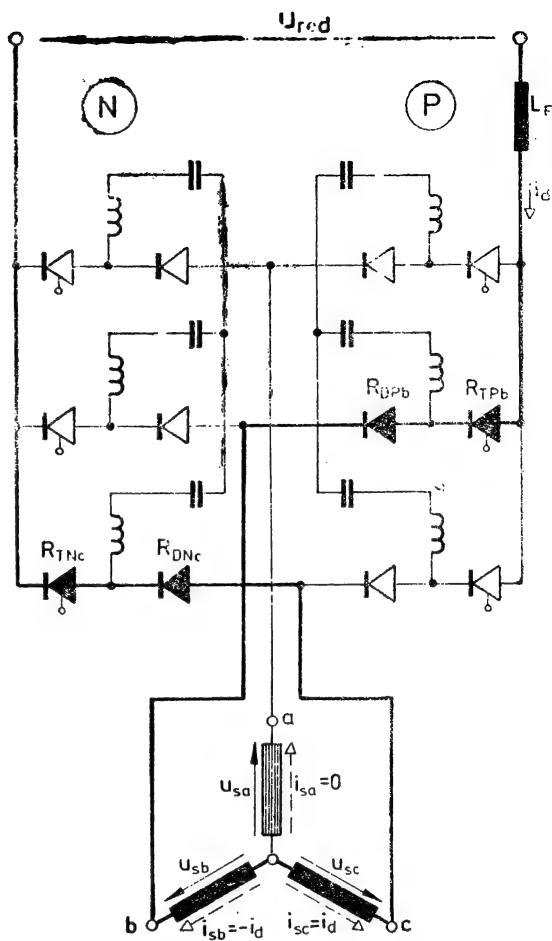 u_red
N
P
L_F
i_d
R_DPb
R_TPb
R_TNc
R_DNc
a
u_sa
i_sa=0
u_sb
u_sc
b
i_sb=-i_d
i_sc=i_d
c